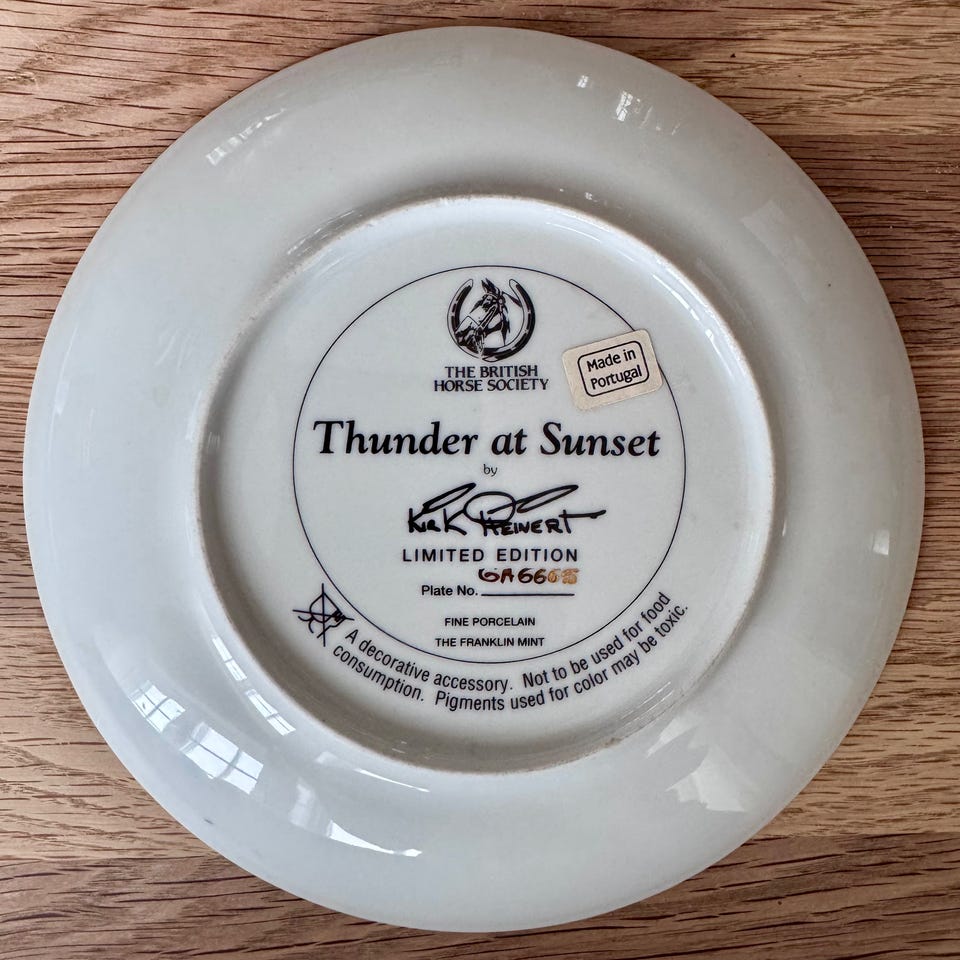 THE BRITISH
HORSE SOCIETY
Made in
Portugal
Thunder at Sunset
by
Kirk Reinert
LIMITED EDITION
Plate No.
FINE PORCELAIN
THE FRANKLIN MINT
A decorative accessory. Not to be used for food
consumption. Pigments used for color may be toxic.